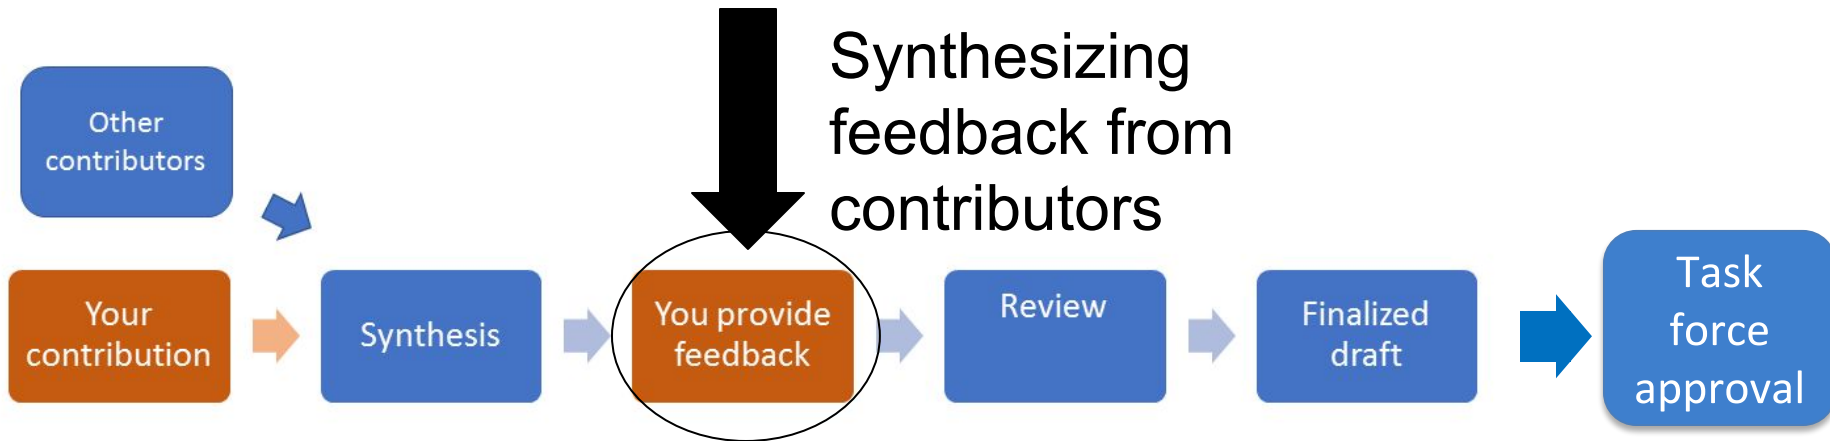 Synthesizing
feedback from
contributors
Other
contributors
Your
contribution
Synthesis
You provide
feedback
Review
Finalized
draft
Task
force
approval